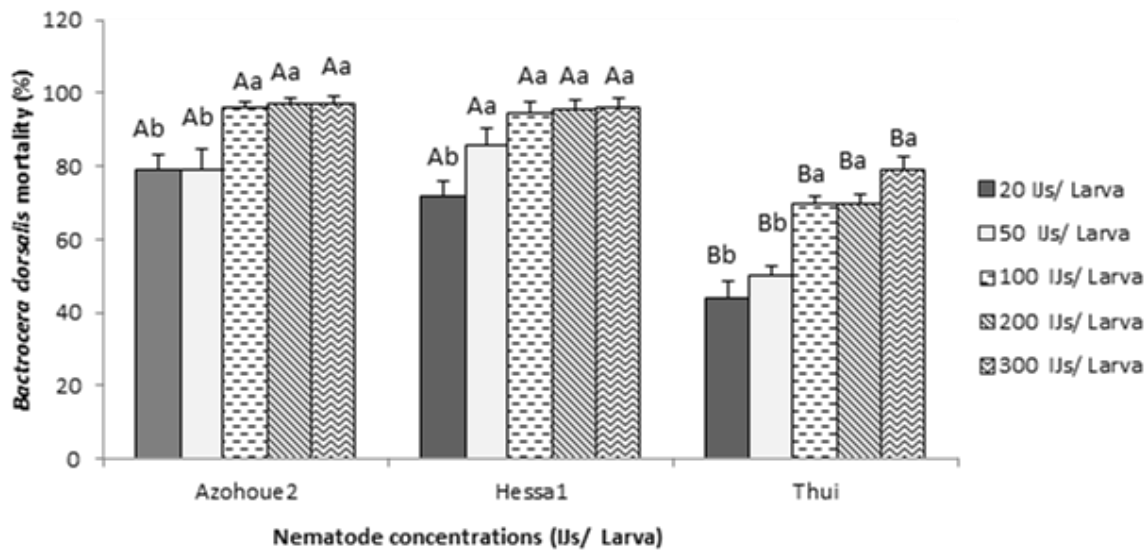 120
100
80
60
40
20
0
Bactrocera dorsalis mortality (%)
Ab
Ab
Aa
Aa
Aa
Ab
Aa
Aa
Aa
Aa
Bb
Bb
Ba
Ba
Ba
Azohoue2
Hessa1
Thui
Nematode concentrations (IJs/ Larva)
20 IJs/ Larva
50 IJs/ Larva
100 IJs/ Larva
200 IJs/ Larva
300 IJs/ Larva